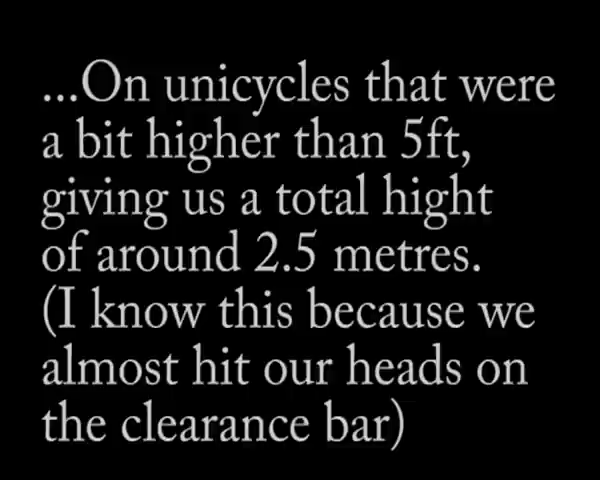 ...On unicycles that were
a bit higher than 5ft,
giving us a total hight
of around 2.5 metres.
(I know this because we
almost hit our heads on
the clearance bar)